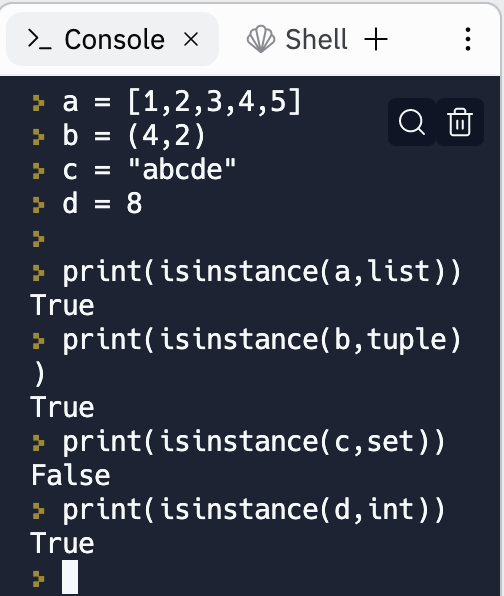 >_ Console × Shell +
a = [1,2,3,4,5]
b = (4,2)
c = "abcde"
d = 8
print(isinstance(a,list))
True
print(isinstance(b,tuple)
)
True
print(isinstance(c,set))
False
print(isinstance(d,int))
True